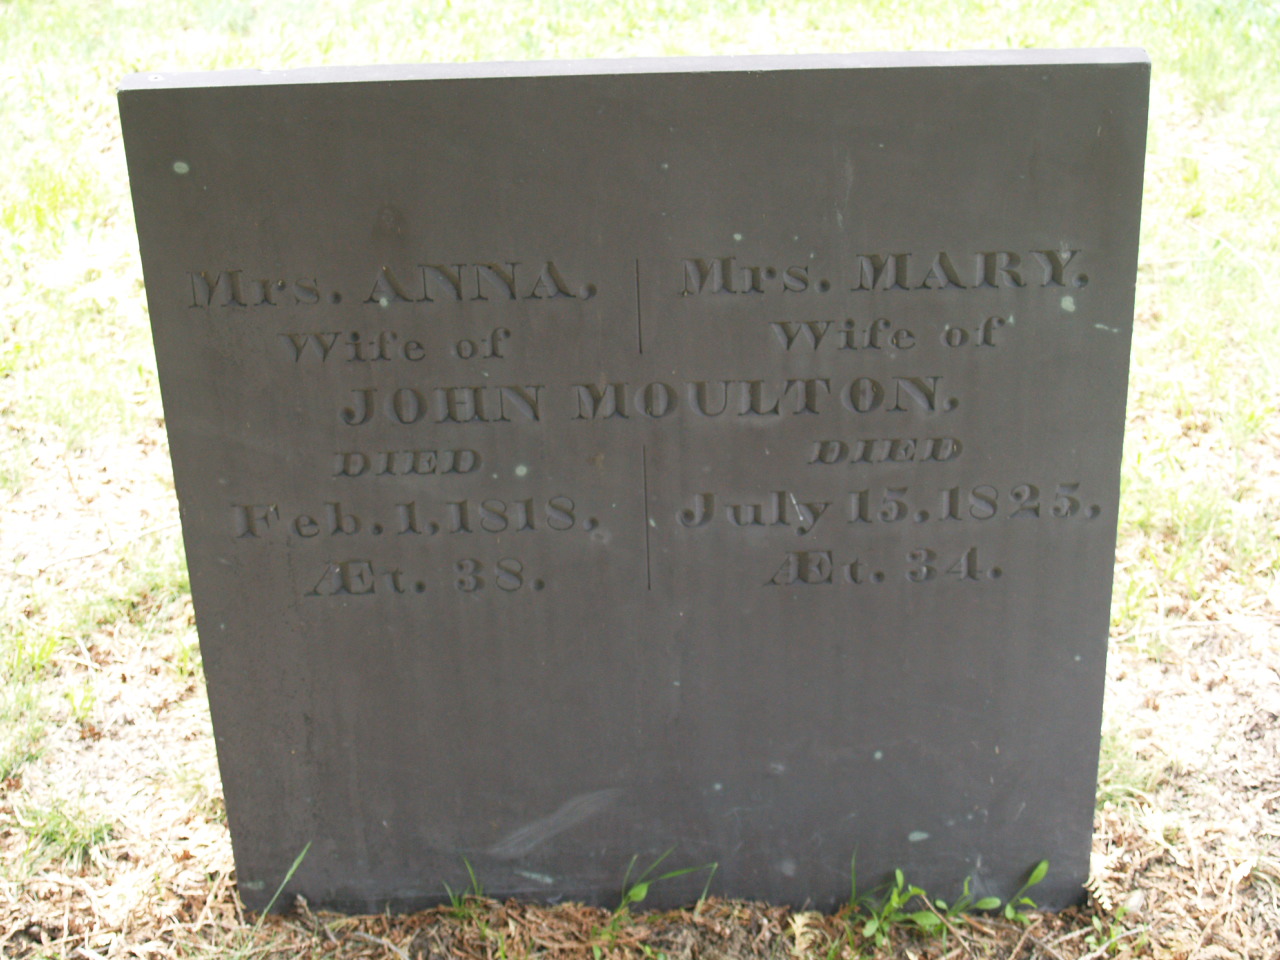 Mrs. ANNA,
Wife of
Mrs. MARY,
Wife of
JOHN MOULTON.
DIED
Feb. 1, 1818,
Æt. 38.
DIED
July 15, 1825,
Æt. 34.